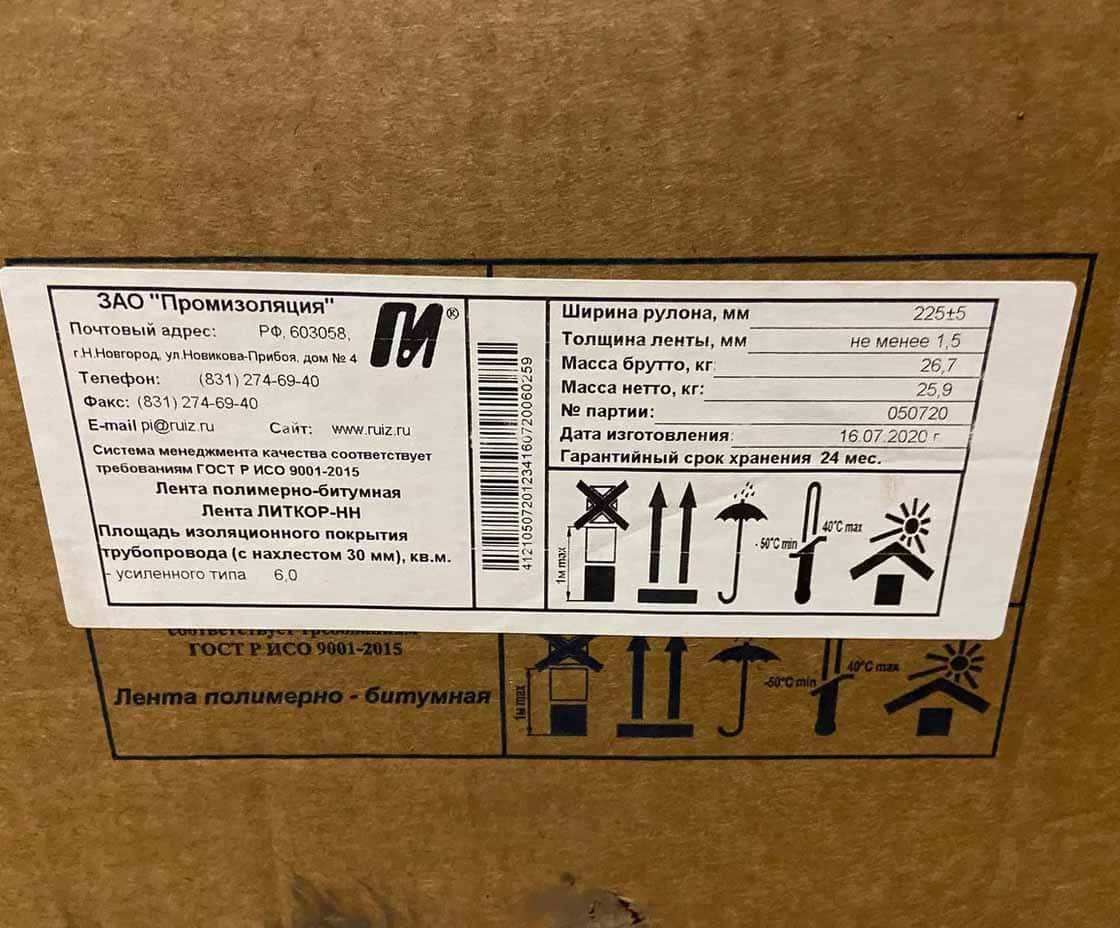 ЗАО "Промизоляция"
Почтовый адрес: РФ, 603058,
г.Н.Новгород, ул.Новикова-Прибоя, дом № 4
Телефон: (831) 274-69-40
Факс: (831) 274-69-40
E-mail pi@ruiz.ru Сайт: www.ruiz.ru
Система менеджмента качества соответствует
требованиям ГОСТ Р ИСО 9001-2015
Лента полимерно-битумная
Лента ЛИТКОР-НН
Площадь изоляционного покрытия
трубопровода (с нахлестом 30 мм), кв.м.
- усиленного типа 6,0
ПИ®
41210507201234160720060259
Ширина рулона, мм 225±5
Толщина ленты, мм не менее 1,5
Масса брутто, кг: 26,7
Масса нетто, кг: 25,9
№ партии: 050720
Дата изготовления: 16.07.2020 г.
Гарантийный срок хранения 24 мес.
1м max
-50°C min
40°C max
соответствует требованиям
ГОСТ Р ИСО 9001-2015
Лента полимерно - битумная
1м max
-50°C min
40°C max